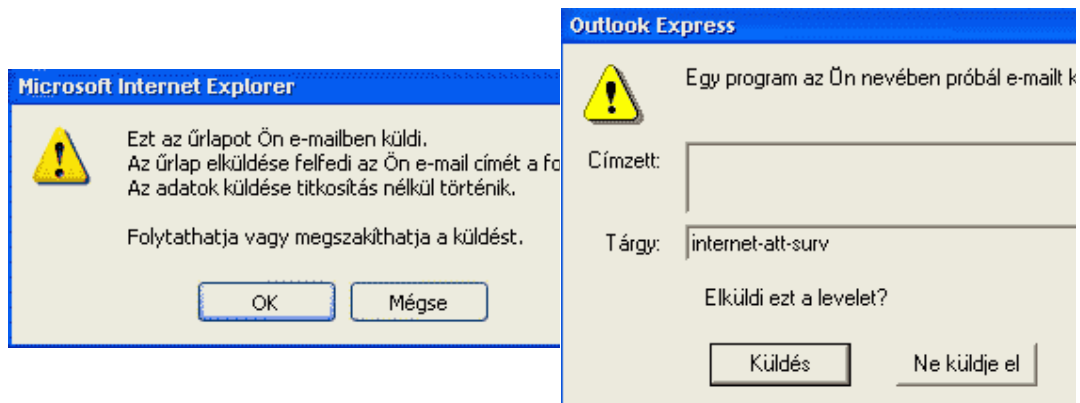 Microsoft Internet Explorer
Ezt az űrlapot Ön e-mailben küldi.
Az űrlap elküldése felfedi az Ön e-mail címét a
Az adatok küldése titkosítás nélkül történik.
Folytathatja vagy megszakíthatja a küldést.
OK
Mégse
Outlook Express
Egy program az Ön nevében próbál e-mailt
Címzett:
Tárgy:
internet-att-surv
Elküldi ezt a levelet?
Küldés
Ne küldje el